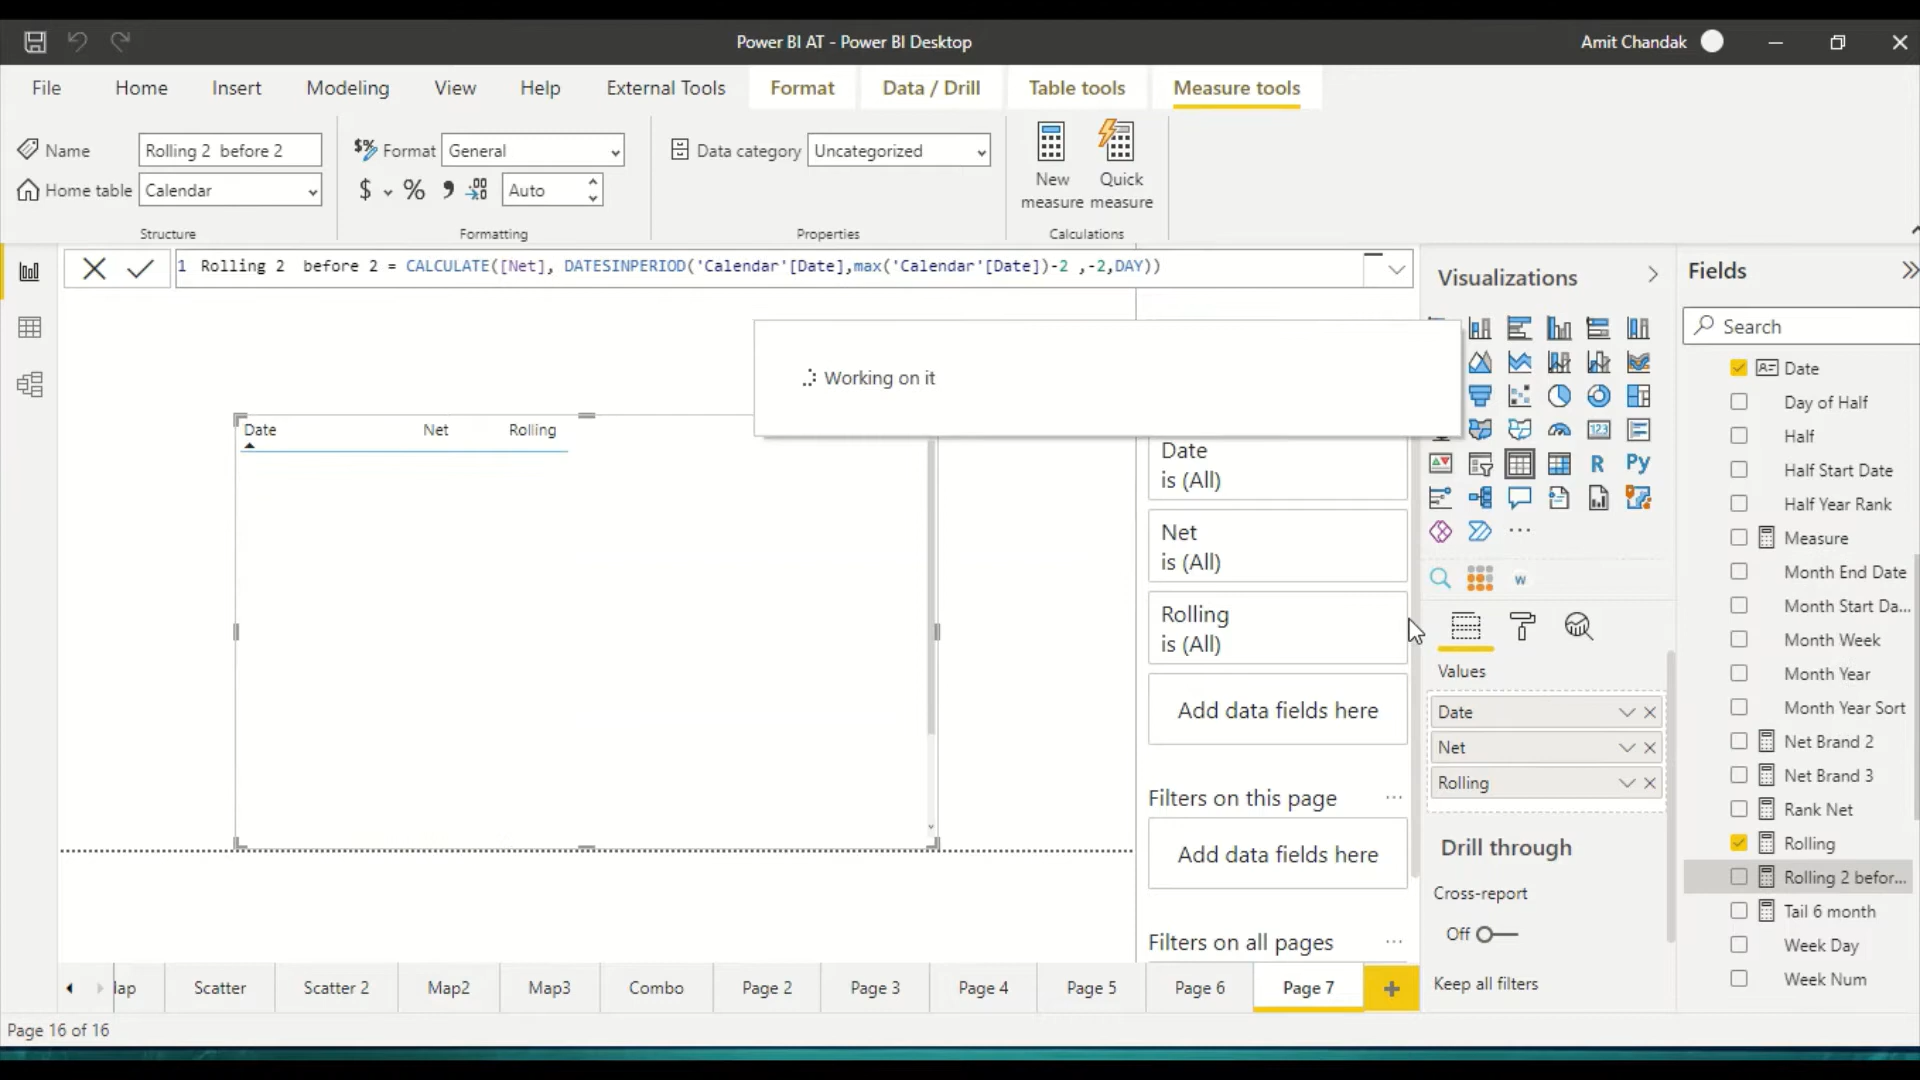 Power BI AT - Power BI Desktop
Amit Chandak
File Home Insert Modeling View Help External Tools Format Data / Drill Table tools Measure tools
Name Rolling 2  before 2
Home table Calendar
Structure
$% Format General
$ % 9 .00 Auto
Formatting
Data category Uncategorized
Properties
New measure
Quick measure
Calculations
1 Rolling 2  before 2 = CALCULATE([Net], DATESINPERIOD('Calendar'[Date],max('Calendar'[Date])-2 ,-2,DAY))
Working on it
Date Net Rolling
Date
is (All)
Net
is (All)
Rolling
is (All)
Add data fields here
Filters on this page ...
Add data fields here
Filters on all pages ...
Visualizations
123
R Py
...
W
Values
Date
Net
Rolling
Drill through
Cross-report
Off
Keep all filters
Fields
Search
Date
Day of Half
Half
Half Start Date
Half Year Rank
Measure
Month End Date
Month Start Da...
Month Week
Month Year
Month Year Sort
Net Brand 2
Net Brand 3
Rank Net
Rolling
Rolling 2 befor...
Tail 6 month
Week Day
Week Num
lap Scatter Scatter 2 Map2 Map3 Combo Page 2 Page 3 Page 4 Page 5 Page 6 Page 7 +
Page 16 of 16